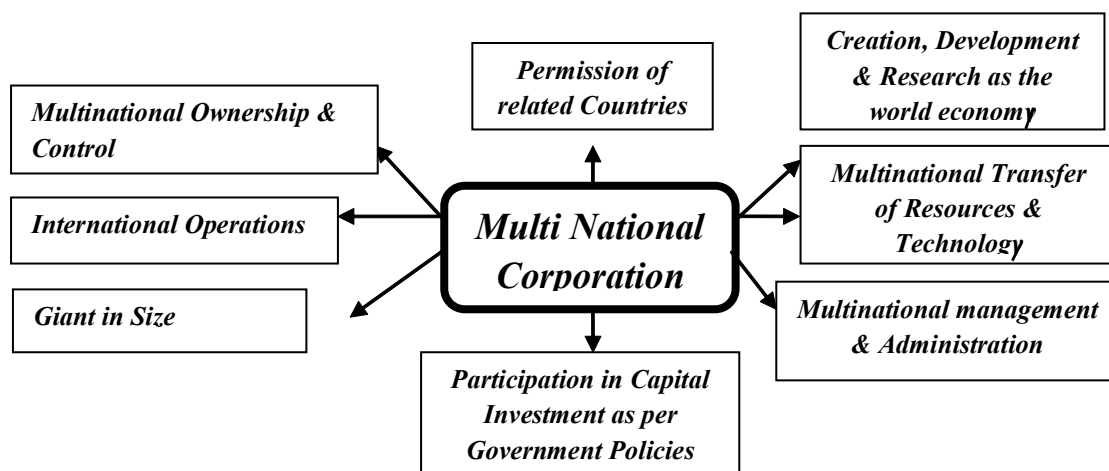 Multinational Ownership &
Control
International Operations
Giant in Size
Permission of
related Countries
Multi National
Corporation
Participation in Capital
Investment as per
Government Policies
Creation, Development
& Research as the
world economy
Multinational Transfer
of Resources &
Technology
Multinational management
& Administration